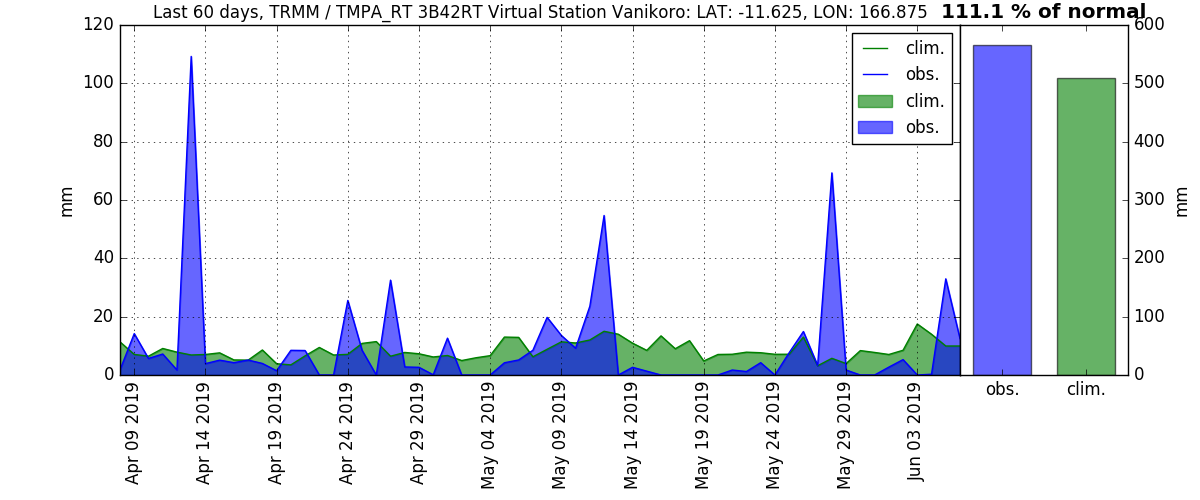 Last 60 days, TRMM / TMPA_RT 3B42RT Virtual Station Vanikoro: LAT: -11.625, LON: 166.875 111.1 % of normal
120
100
80
60
40
20
0
mm
clim.
obs.
clim.
obs.
600
500
400
300
200
100
0
mm
obs.
clim.
Apr 09 2019
Apr 14 2019
Apr 19 2019
Apr 24 2019
Apr 29 2019
May 04 2019
May 09 2019
May 14 2019
May 19 2019
May 24 2019
May 29 2019
Jun 03 2019